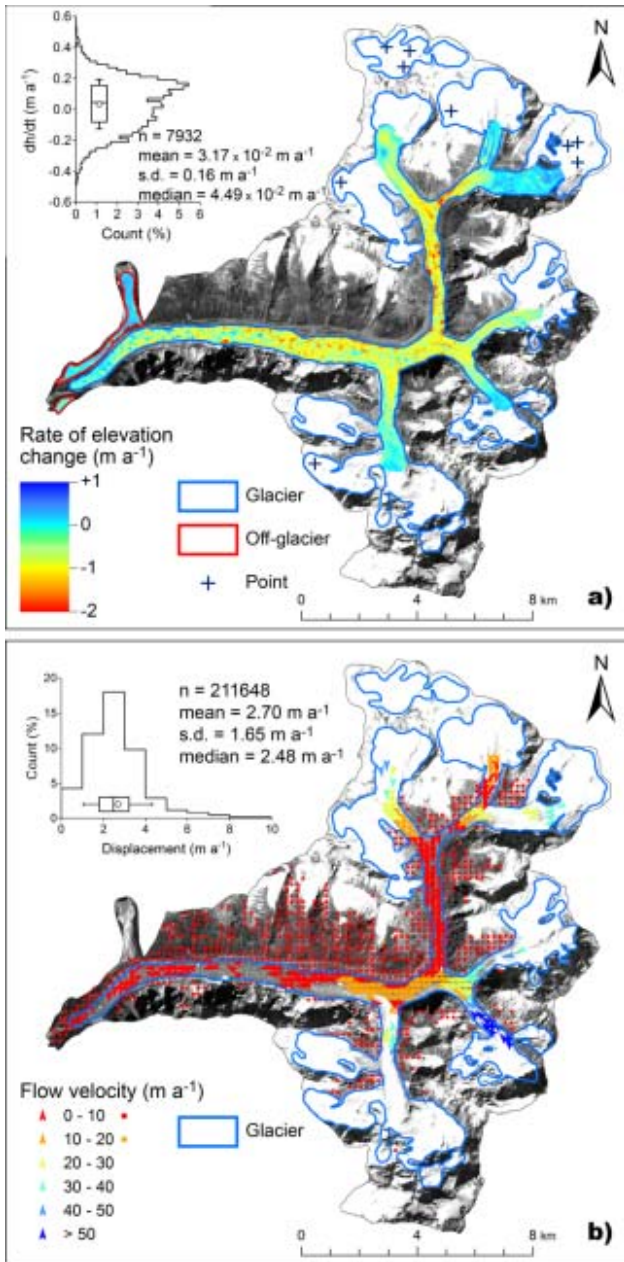 0.6
0.4
0.2
0.0
-0.2
-0.4
-0.6
dh/dt (m a⁻¹)
0 1 2 3 4 5 6
Count (%)
n = 7932
mean = 3.17 x 10⁻² m a⁻¹
s.d. = 0.16 m a⁻¹
median = 4.49 x 10⁻² m a⁻¹
N
Rate of elevation
change (m a⁻¹)
+1
0
-1
-2
Glacier
Off-glacier
Point
a)
0 4 8 km
20
15
10
5
0
Count (%)
0 2 4 6 8 10
Displacement (m a⁻¹)
n = 211648
mean = 2.70 m a⁻¹
s.d. = 1.65 m a⁻¹
median = 2.48 m a⁻¹
N
Flow velocity (m a⁻¹)
0 - 10
10 - 20
20 - 30
30 - 40
40 - 50
> 50
Glacier
b)
0 4 8 km